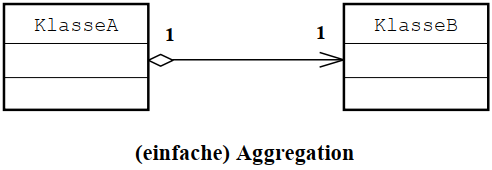 KlasseA
1
1
KlasseB
(einfache) Aggregation